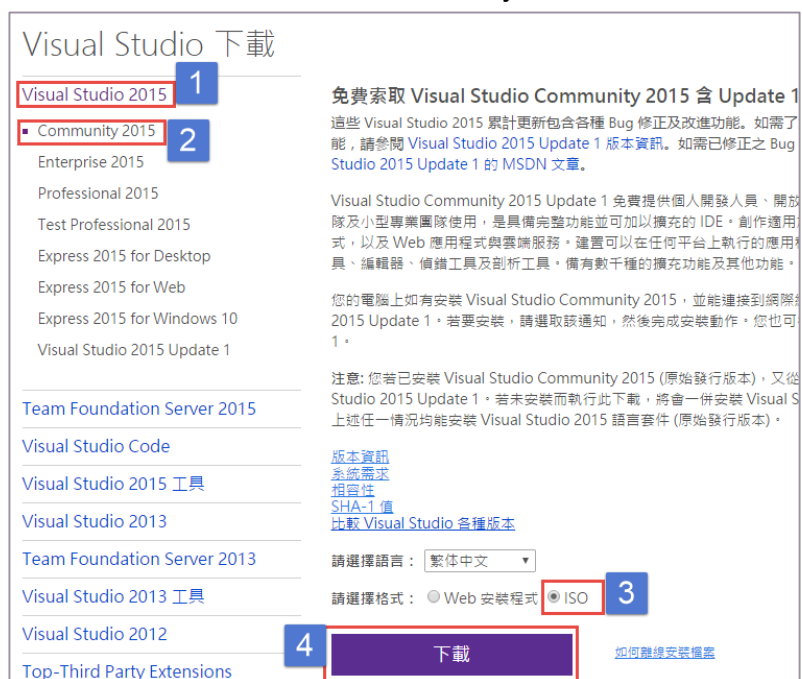 Visual Studio 下載
Visual Studio 2015
1
Community 2015
2
Enterprise 2015
Professional 2015
Test Professional 2015
Express 2015 for Desktop
Express 2015 for Web
Express 2015 for Windows 10
Visual Studio 2015 Update 1
Team Foundation Server 2015
Visual Studio Code
Visual Studio 2015 工具
Visual Studio 2013
Team Foundation Server 2013
Visual Studio 2013 工具
Visual Studio 2012
Top-Third Party Extensions
免費索取 Visual Studio Community 2015 含 Update 1
這些 Visual Studio 2015 累計更新包含各種 Bug 修正及改進功能。如需了
能，請參閱 Visual Studio 2015 Update 1 版本資訊。如需已修正之 Bug
Studio 2015 Update 1 的 MSDN 文章。
Visual Studio Community 2015 Update 1 免費提供個人開發人員、開放
隊及小型專業團隊使用，是具備完整功能並可加以擴充的 IDE。創作適用
式，以及 Web 應用程式與雲端服務。建置可以在任何平台上執行的應用
具、編輯器、偵錯工具及剖析工具。備有數千種的擴充功能及其他功能。
您的電腦上如有安裝 Visual Studio Community 2015，並能連接到網際
2015 Update 1。若要安裝，請選取該通知，然後完成安裝動作。您也可
1。
注意: 您若已安裝 Visual Studio Community 2015 (原始發行版本)，又從
Studio 2015 Update 1。若未安裝而執行此下載，將會一併安裝 Visual S
上述任一情況均能安裝 Visual Studio 2015 語言套件 (原始發行版本)。
版本資訊
系統需求
相容性
SHA-1 值
比較 Visual Studio 各種版本
請選擇語言： 繁体中文
請選擇格式： Web 安裝程式 ISO
3
4
下載
如何離線安裝檔案